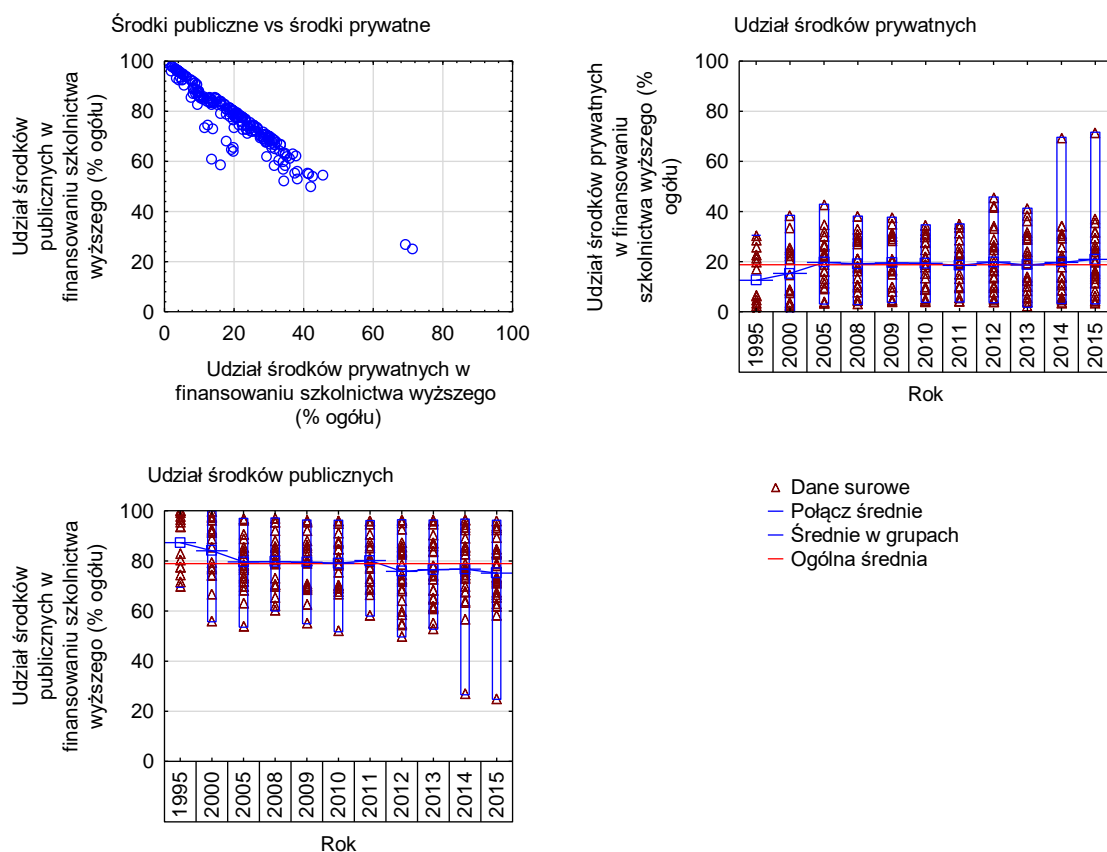 Środki publiczne vs środki prywatne
Udział środków
publicznych w
finansowaniu szkolnictwa
wyższego (% ogółu)
100
80
60
40
20
0
0 20 40 60 80 100
Udział środków prywatnych w
finansowaniu szkolnictwa wyższego
(% ogółu)
Udział środków prywatnych
Udział środków prywatnych
w finansowaniu
szkolnictwa wyższego (%
ogółu)
100
80
60
40
20
0
1995 2000 2005 2008 2009 2010 2011 2012 2013 2014 2015
Rok
Udział środków publicznych
Udział środków
publicznych w
finansowaniu szkolnictwa
wyższego (% ogółu)
100
80
60
40
20
0
1995 2000 2005 2008 2009 2010 2011 2012 2013 2014 2015
Rok
Dane surowe
Połącz średnie
Średnie w grupach
Ogólna średnia